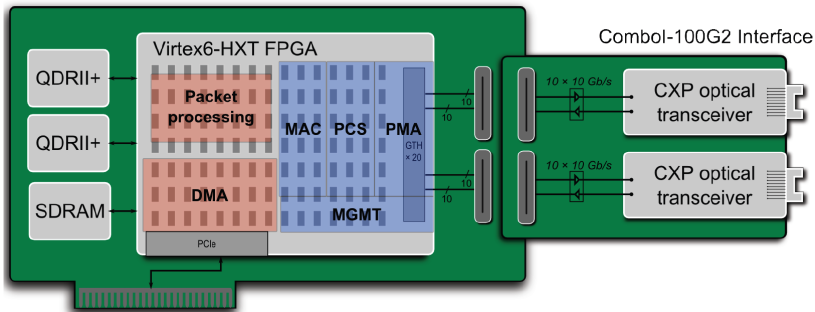 Virtex6-HXT FPGA
Combol-100G2 Interface
QDRII+
QDRII+
SDRAM
Packet
processing
DMA
PCIe
MAC
PCS
PMA
GTH
× 20
MGMT
10
10
10
10
10 × 10 Gb/s
CXP optical
transceiver
10 × 10 Gb/s
CXP optical
transceiver